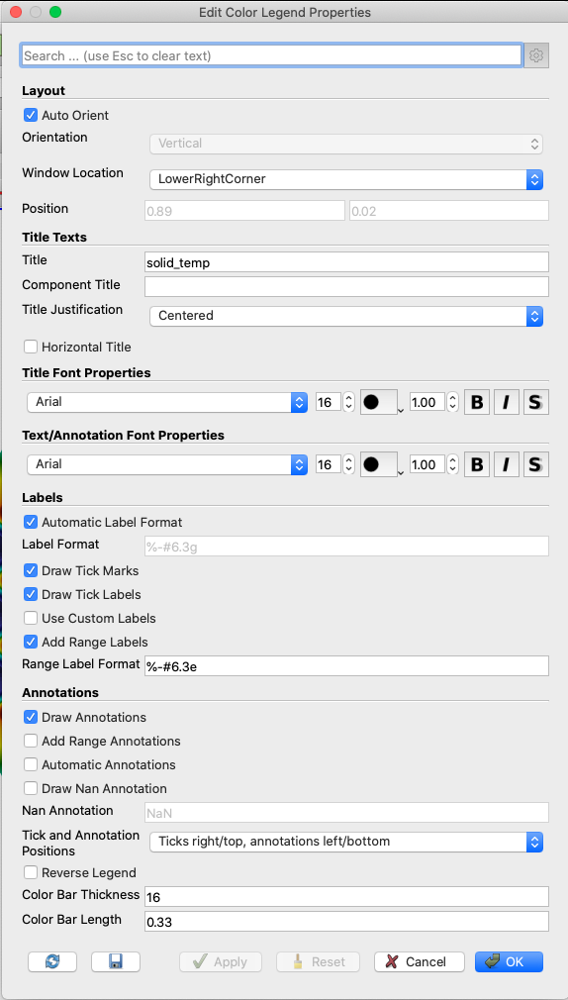 Edit Color Legend Properties
Search ... (use Esc to clear text)
Layout
Auto Orient
Orientation Vertical
Window Location LowerRightCorner
Position 0.89 0.02
Title Texts
Title solid_temp
Component Title
Title Justification Centered
Horizontal Title
Title Font Properties
Arial 16 1.00 B I S
Text/Annotation Font Properties
Arial 16 1.00 B I S
Labels
Automatic Label Format
Label Format %-#6.3g
Draw Tick Marks
Draw Tick Labels
Use Custom Labels
Add Range Labels
Range Label Format %-#6.3e
Annotations
Draw Annotations
Add Range Annotations
Automatic Annotations
Draw Nan Annotation
Nan Annotation NaN
Tick and Annotation
Positions Ticks right/top, annotations left/bottom
Reverse Legend
Color Bar Thickness 16
Color Bar Length 0.33
Apply Reset Cancel OK